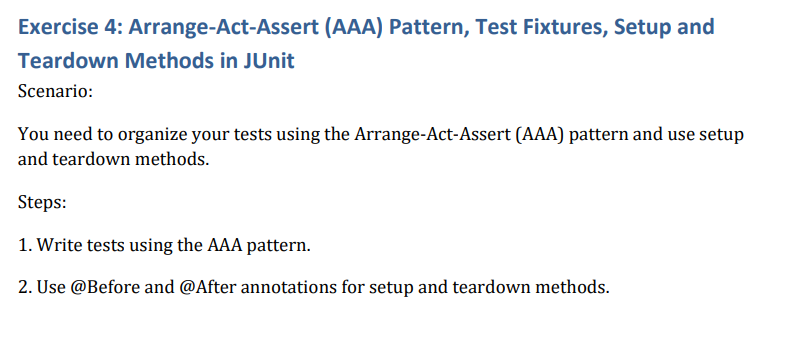 Exercise 4: Arrange-Act-Assert (AAA) Pattern, Test Fixtures, Setup and
Teardown Methods in JUnit
Scenario:
You need to organize your tests using the Arrange-Act-Assert (AAA) pattern and use setup
and teardown methods.
Steps:
1. Write tests using the AAA pattern.
2. Use @Before and @After annotations for setup and teardown methods.